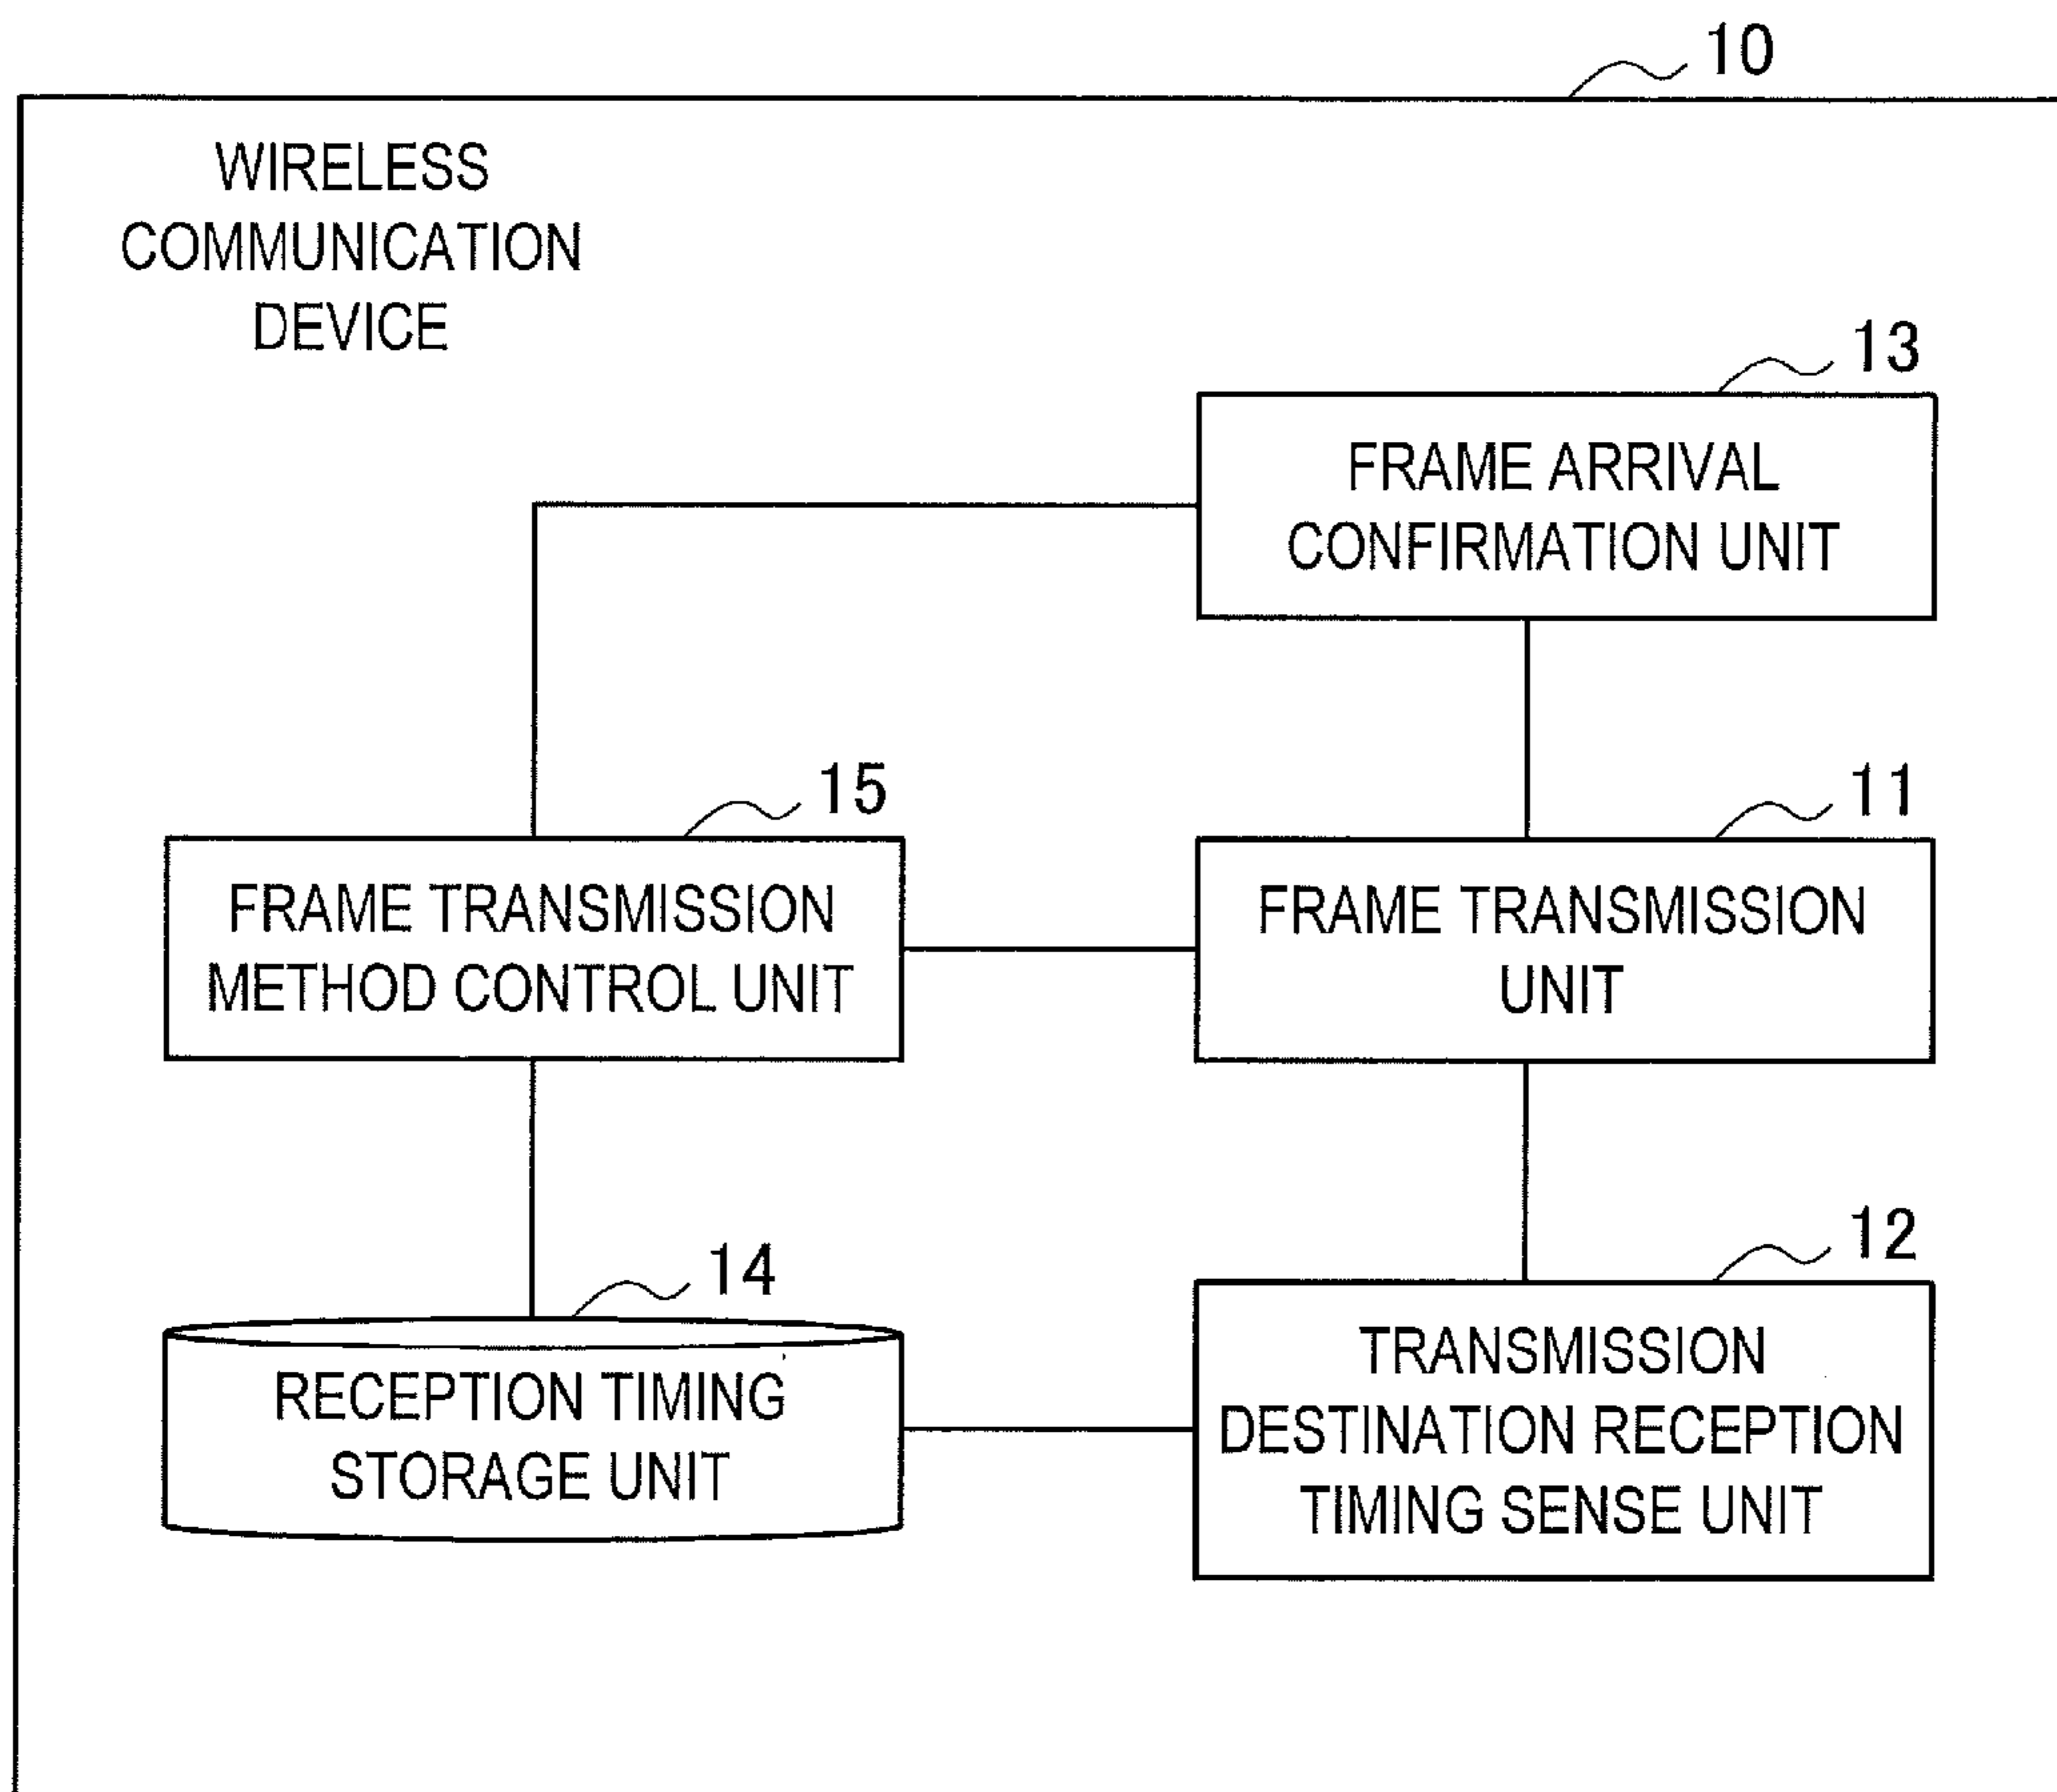 10
WIRELESS
COMMUNICATION
DEVICE
13
FRAME ARRIVAL
CONFIRMATION UNIT
15
FRAME TRANSMISSION
METHOD CONTROL UNIT
11
FRAME TRANSMISSION
UNIT
14
RECEPTION TIMING
STORAGE UNIT
12
TRANSMISSION
DESTINATION RECEPTION
TIMING SENSE UNIT